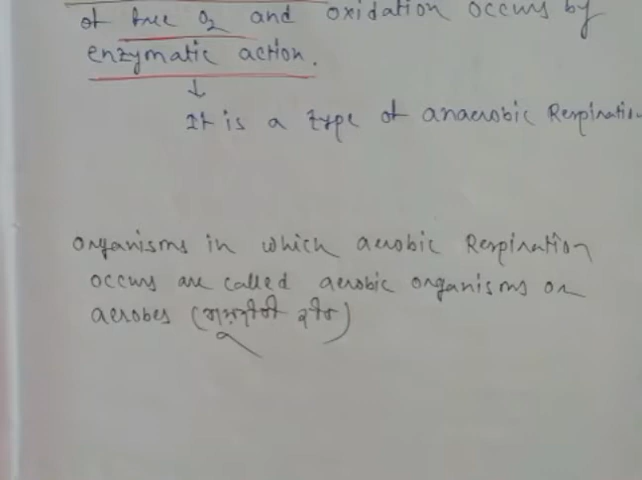 of free O2 and oxidation occurs by
enzymatic action.
↓
It is a type of anaerobic Respiratio
organisms in which aerobic Respiration
occurs are called aerobic organisms or
aerobes (